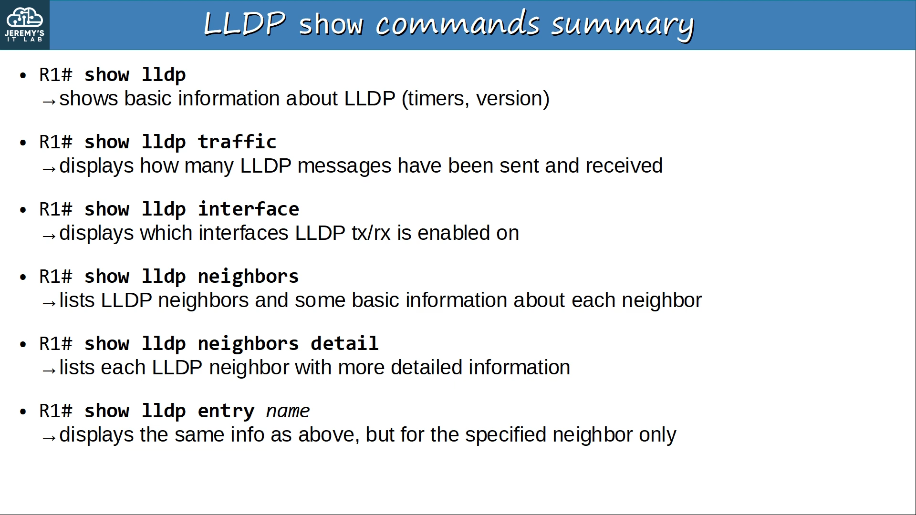 JEREMY'S
IT LAB
LLDP show commands summary
• R1# show lldp
→shows basic information about LLDP (timers, version)
• R1# show lldp traffic
→displays how many LLDP messages have been sent and received
• R1# show lldp interface
→displays which interfaces LLDP tx/rx is enabled on
• R1# show lldp neighbors
→lists LLDP neighbors and some basic information about each neighbor
• R1# show lldp neighbors detail
→lists each LLDP neighbor with more detailed information
• R1# show lldp entry name
→displays the same info as above, but for the specified neighbor only